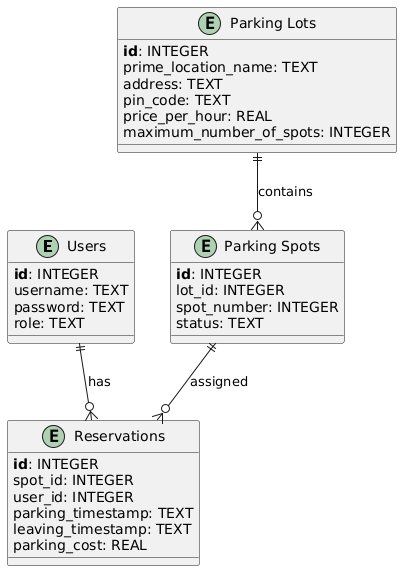 E Parking Lots
id: INTEGER
prime_location_name: TEXT
address: TEXT
pin_code: TEXT
price_per_hour: REAL
maximum_number_of_spots: INTEGER
contains
E Users
id: INTEGER
username: TEXT
password: TEXT
role: TEXT
E Parking Spots
id: INTEGER
lot_id: INTEGER
spot_number: INTEGER
status: TEXT
has
assigned
E Reservations
id: INTEGER
spot_id: INTEGER
user_id: INTEGER
parking_timestamp: TEXT
leaving_timestamp: TEXT
parking_cost: REAL